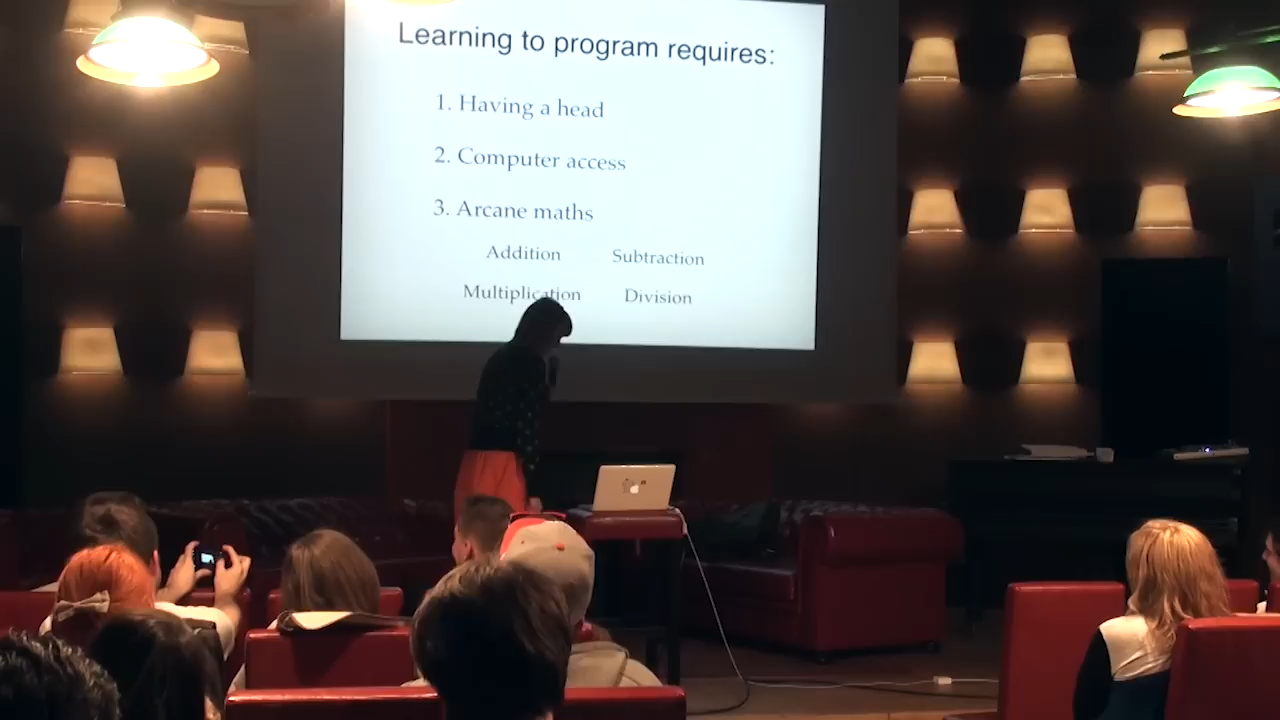 Learning to program requires:
1. Having a head
2. Computer access
3. Arcane maths
Addition Subtraction
Multiplication Division